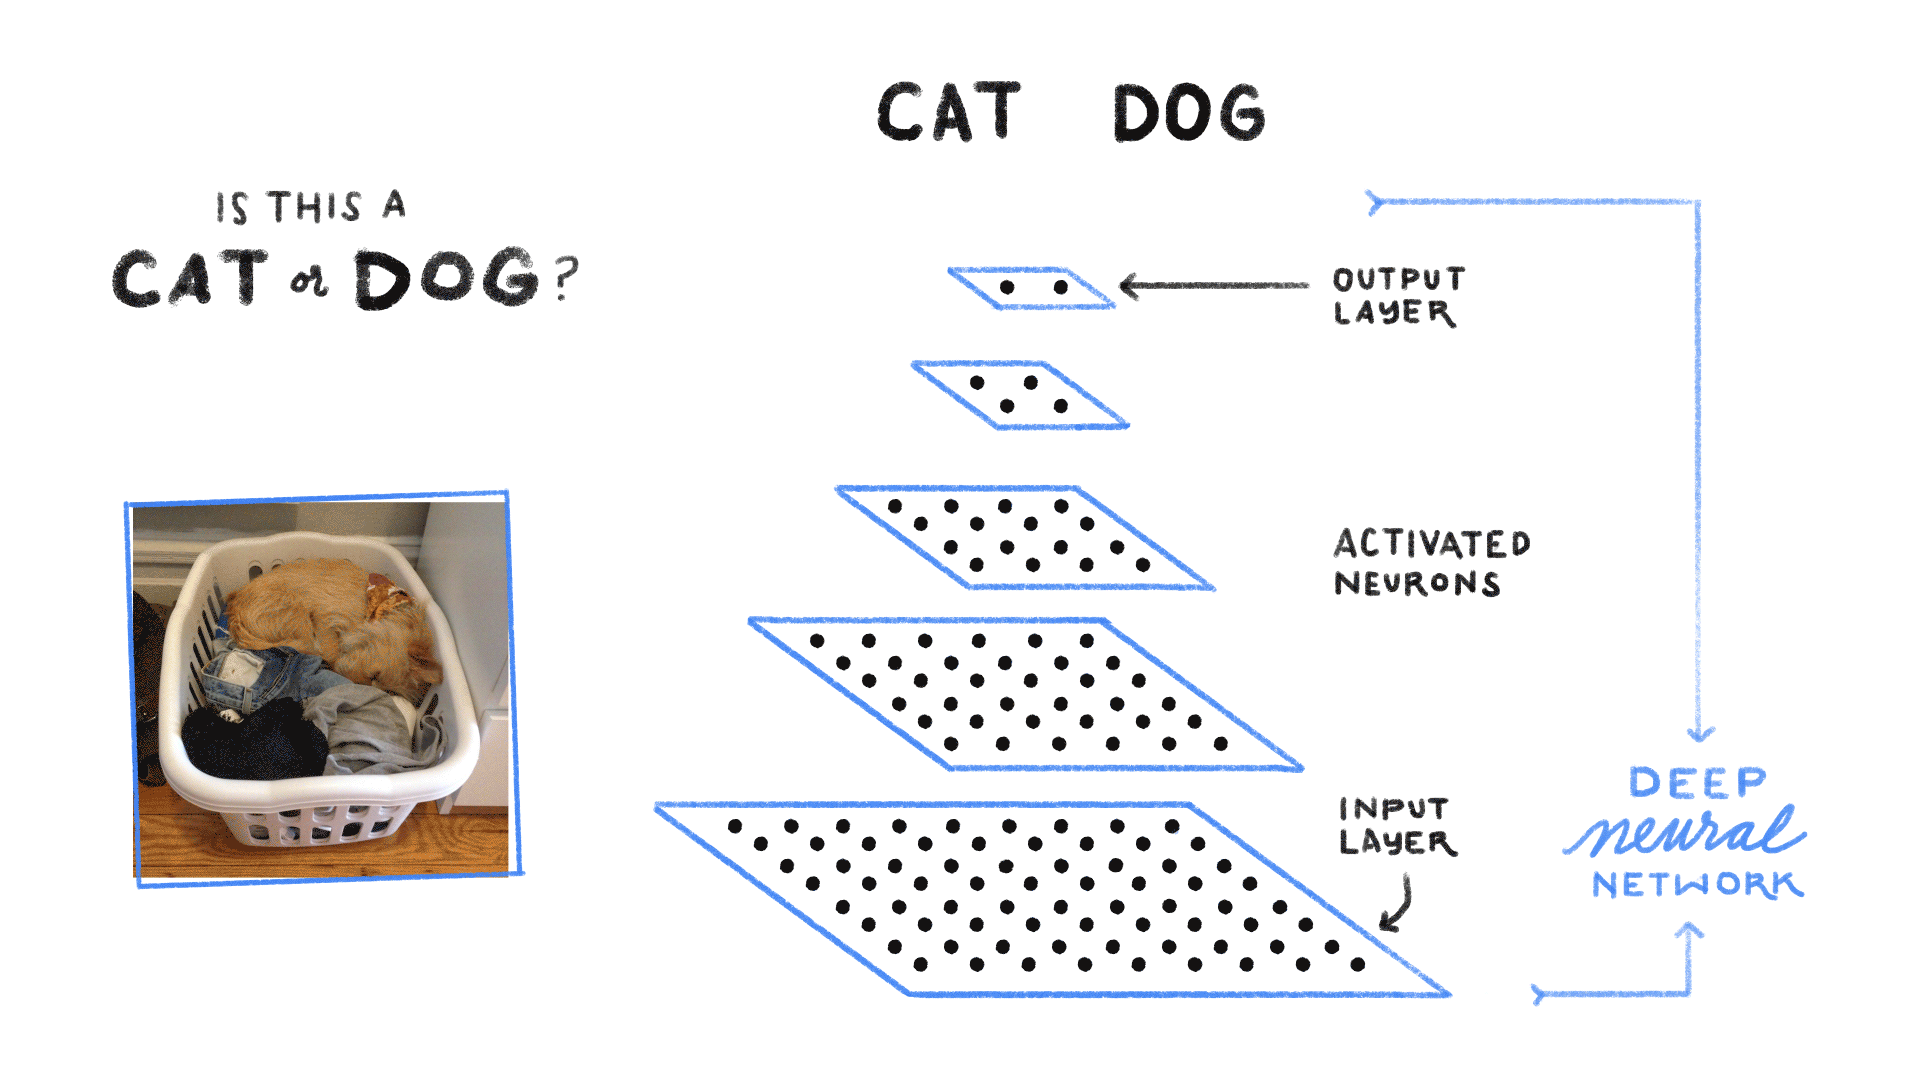 IS THIS A
CAT or DOG?
CAT DOG
OUTPUT
LAYER
ACTIVATED
NEURONS
INPUT
LAYER
DEEP
neural
NETWORK